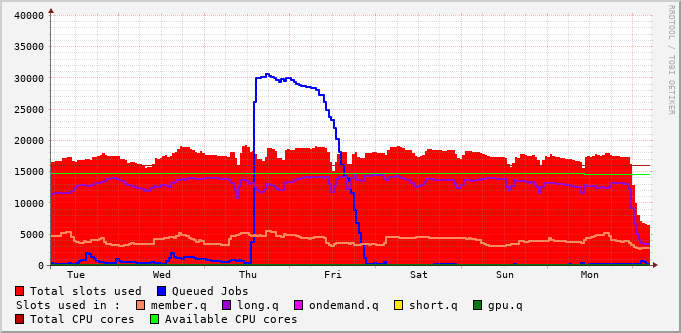 40000
35000
30000
25000
20000
15000
10000
5000
0
Tue Wed Thu Fri Sat Sun Mon
RRDTOOL / TOBI OETIKER
Total slots used Queued Jobs
Slots used in : member.q long.q ondemand.q short.q gpu.q
Total CPU cores Available CPU cores